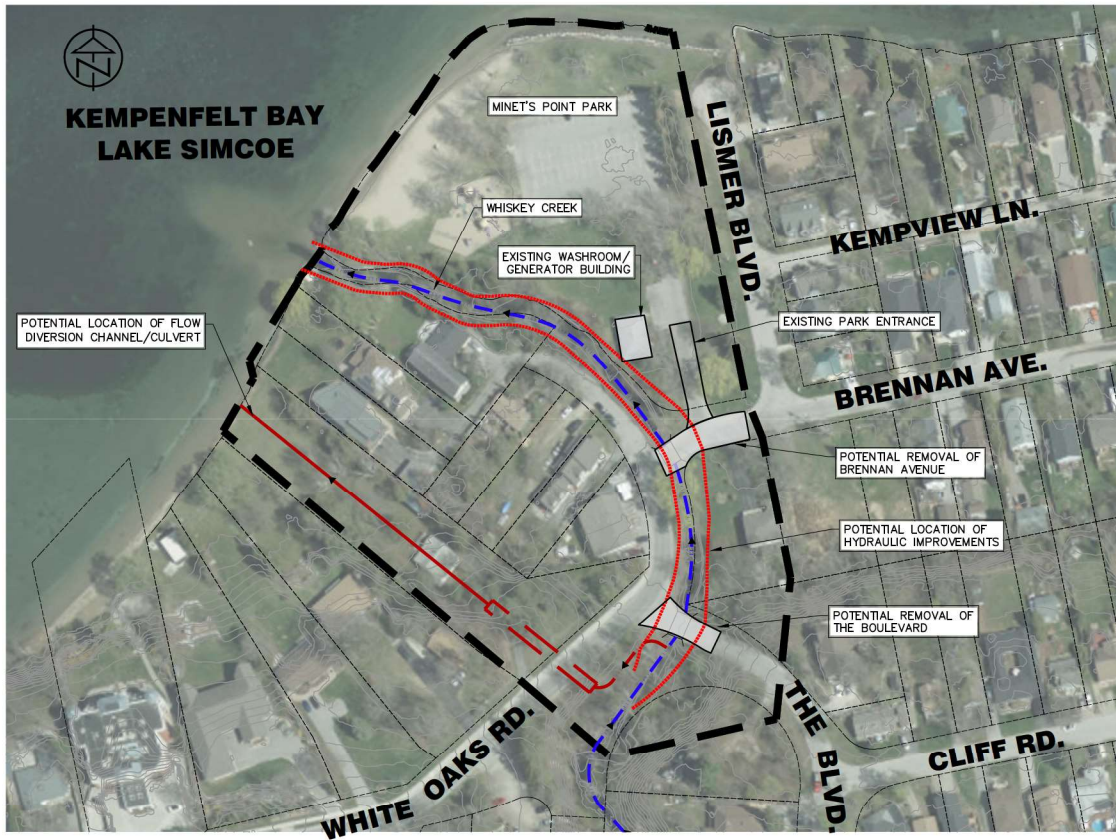 N
KEMPENFELT BAY
LAKE SIMCOE
MINET'S POINT PARK
LISMER BLVD.
WHISKEY CREEK
KEMPVIEW LN.
EXISTING WASHROOM/
GENERATOR BUILDING
POTENTIAL LOCATION OF FLOW
DIVERSION CHANNEL/CULVERT
EXISTING PARK ENTRANCE
BRENNAN AVE.
POTENTIAL REMOVAL OF
BRENNAN AVENUE
POTENTIAL LOCATION OF
HYDRAULIC IMPROVEMENTS
POTENTIAL REMOVAL OF
THE BOULEVARD
WHITE OAKS RD.
THE BLVD.
CLIFF RD.